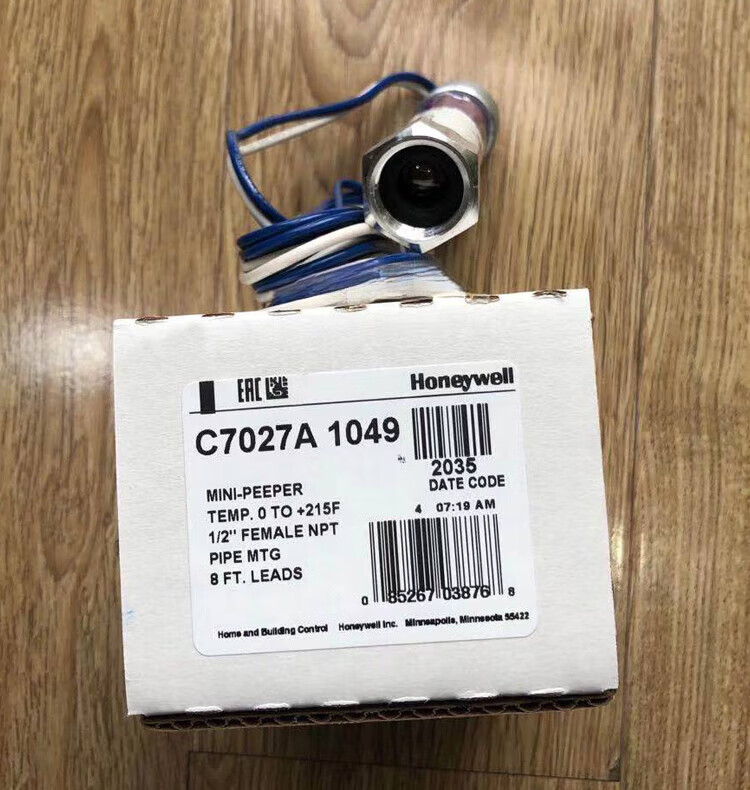 EAC
Honeywell
C7027A 1049
2035
DATE CODE
4 07:19 AM
MINI-PEEPER
TEMP. 0 TO +215F
1/2" FEMALE NPT
PIPE MTG
8 FT. LEADS
0 85267 03876 8
Home and Building Control Honeywell Inc. Minneapolis, Minnesota 55422